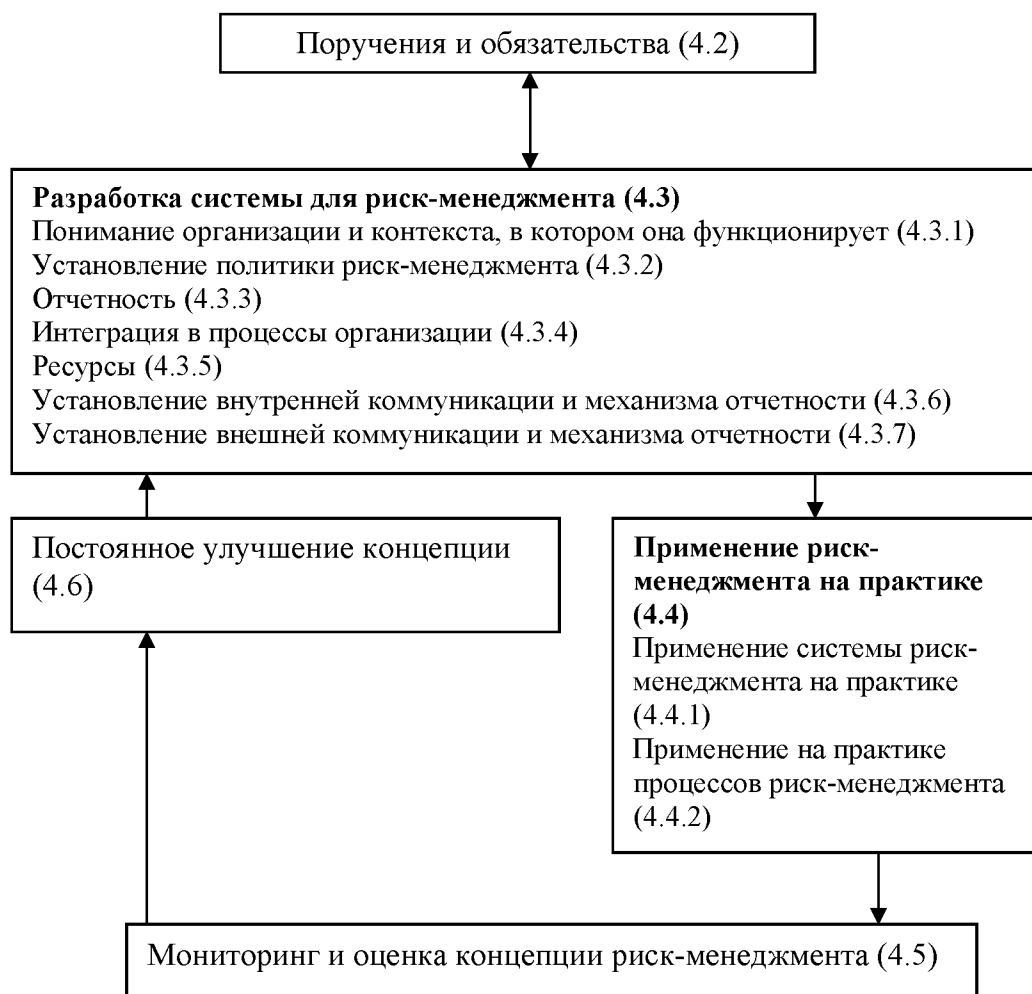 Поручения и обязательства (4.2)
Разработка системы для риск-менеджмента (4.3)
Понимание организации и контекста, в котором она функционирует (4.3.1)
Установление политики риск-менеджмента (4.3.2)
Отчетность (4.3.3)
Интеграция в процессы организации (4.3.4)
Ресурсы (4.3.5)
Установление внутренней коммуникации и механизма отчетности (4.3.6)
Установление внешней коммуникации и механизма отчетности (4.3.7)
Постоянное улучшение концепции
(4.6)
Применение риск-
менеджмента на практике
(4.4)
Применение системы риск-
менеджмента на практике
(4.4.1)
Применение на практике
процессов риск-менеджмента
(4.4.2)
Мониторинг и оценка концепции риск-менеджмента (4.5)